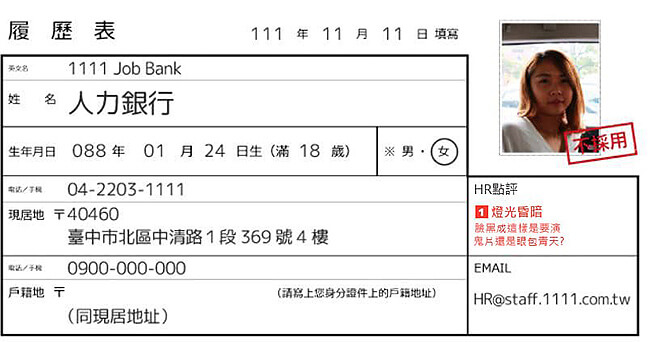 履歷表
111 年 11 月 11 日 填寫
英文名 1111 Job Bank
姓 名 人力銀行
生年月日 088 年 01 月 24 日生 (滿 18 歲) ※ 男・女
不採用
電話/手機 04-2203-1111
現居地 〒40460
臺中市北區中清路1段369號4樓
電話/手機 0900-000-000
戶籍地 〒 (請寫上您身分證件上的戶籍地址)
(同現居地址)
HR點評
1 燈光昏暗
臉黑成這樣是要演
鬼片還是眼包青天?
EMAIL
HR@staff.1111.com.tw